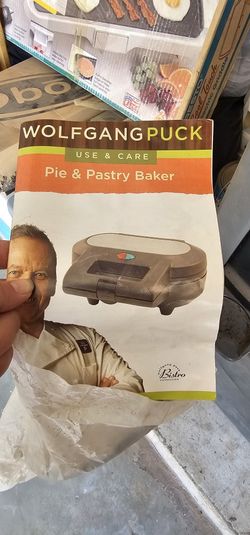 WOLFGANGPUCK
USE & CARE
Pie & Pastry Baker
Bistro